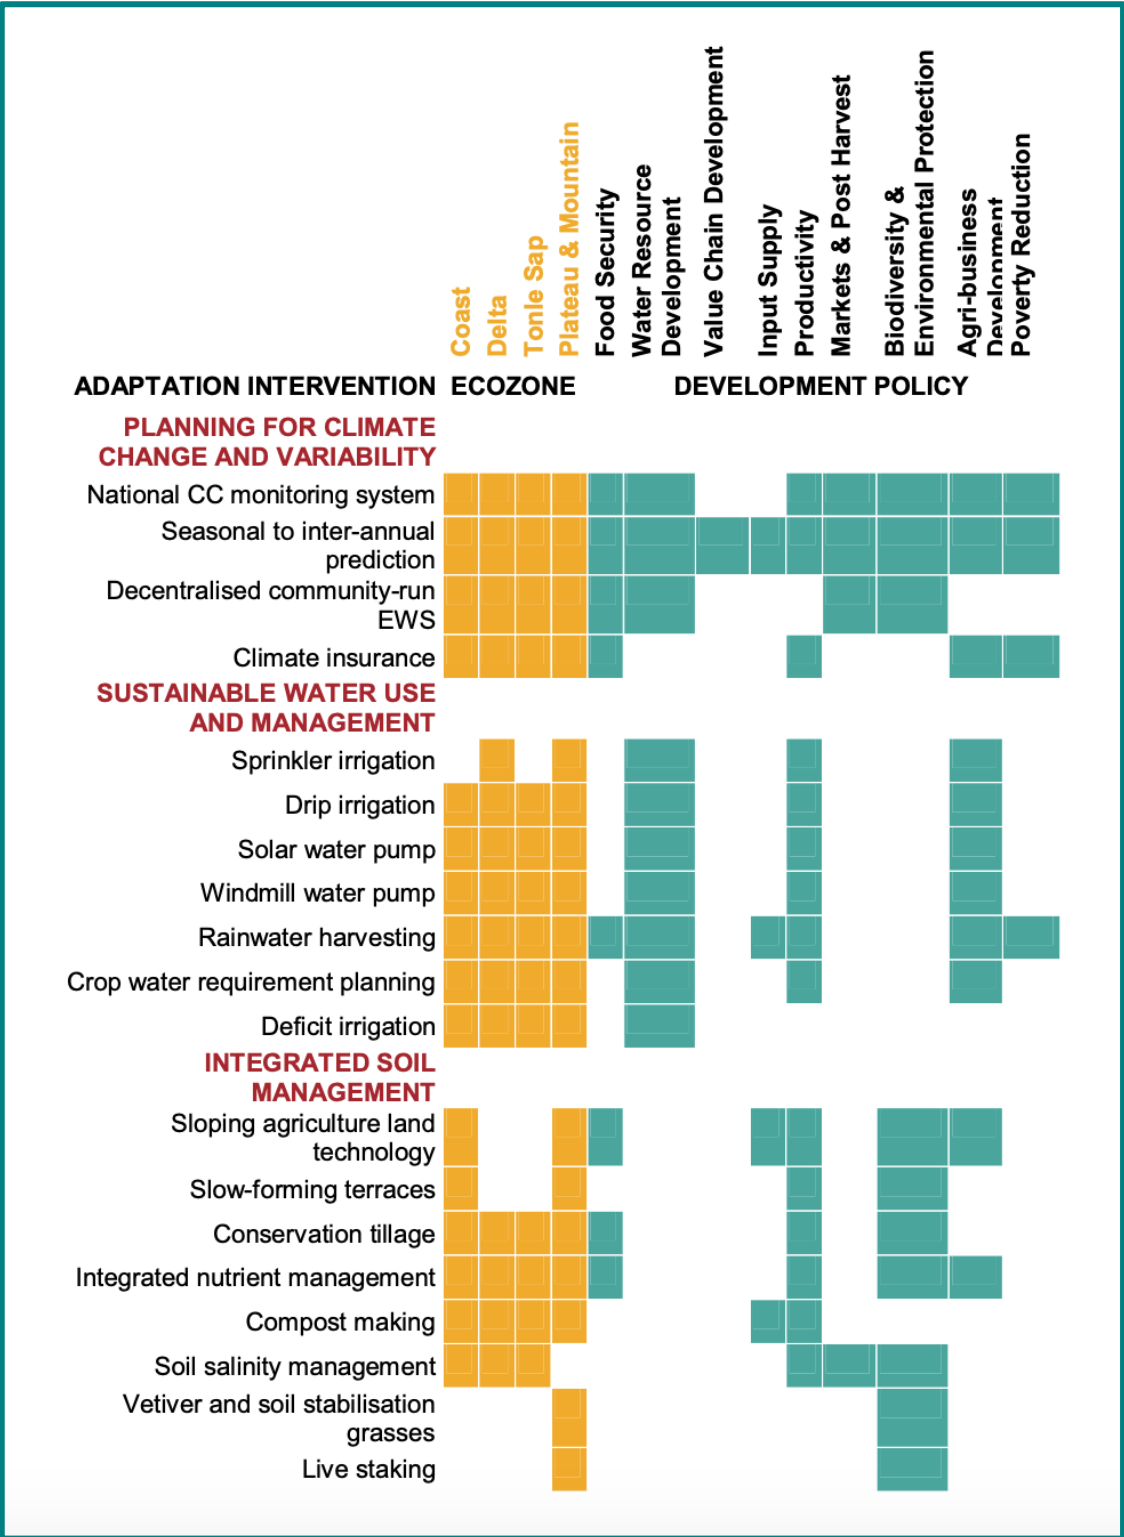 Coast
Delta
Tonle Sap
Plateau & Mountain
Food Security
Water Resource
Development
Value Chain Development
Input Supply
Productivity
Markets & Post Harvest
Biodiversity &
Environmental Protection
Agri-business
Development
Poverty Reduction
ADAPTATION INTERVENTION ECOZONE DEVELOPMENT POLICY
PLANNING FOR CLIMATE
CHANGE AND VARIABILITY
National CC monitoring system
Seasonal to inter-annual
prediction
Decentralised community-run
EWS
Climate insurance
SUSTAINABLE WATER USE
AND MANAGEMENT
Sprinkler irrigation
Drip irrigation
Solar water pump
Windmill water pump
Rainwater harvesting
Crop water requirement planning
Deficit irrigation
INTEGRATED SOIL
MANAGEMENT
Sloping agriculture land
technology
Slow-forming terraces
Conservation tillage
Integrated nutrient management
Compost making
Soil salinity management
Vetiver and soil stabilisation
grasses
Live staking